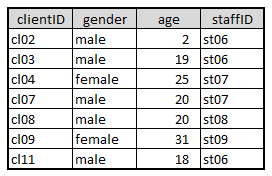 clientID gender age staffID
cl02 male 2 st06
cl03 male 19 st06
cl04 female 25 st07
cl07 male 20 st07
cl08 male 20 st08
cl09 female 31 st09
cl11 male 18 st06